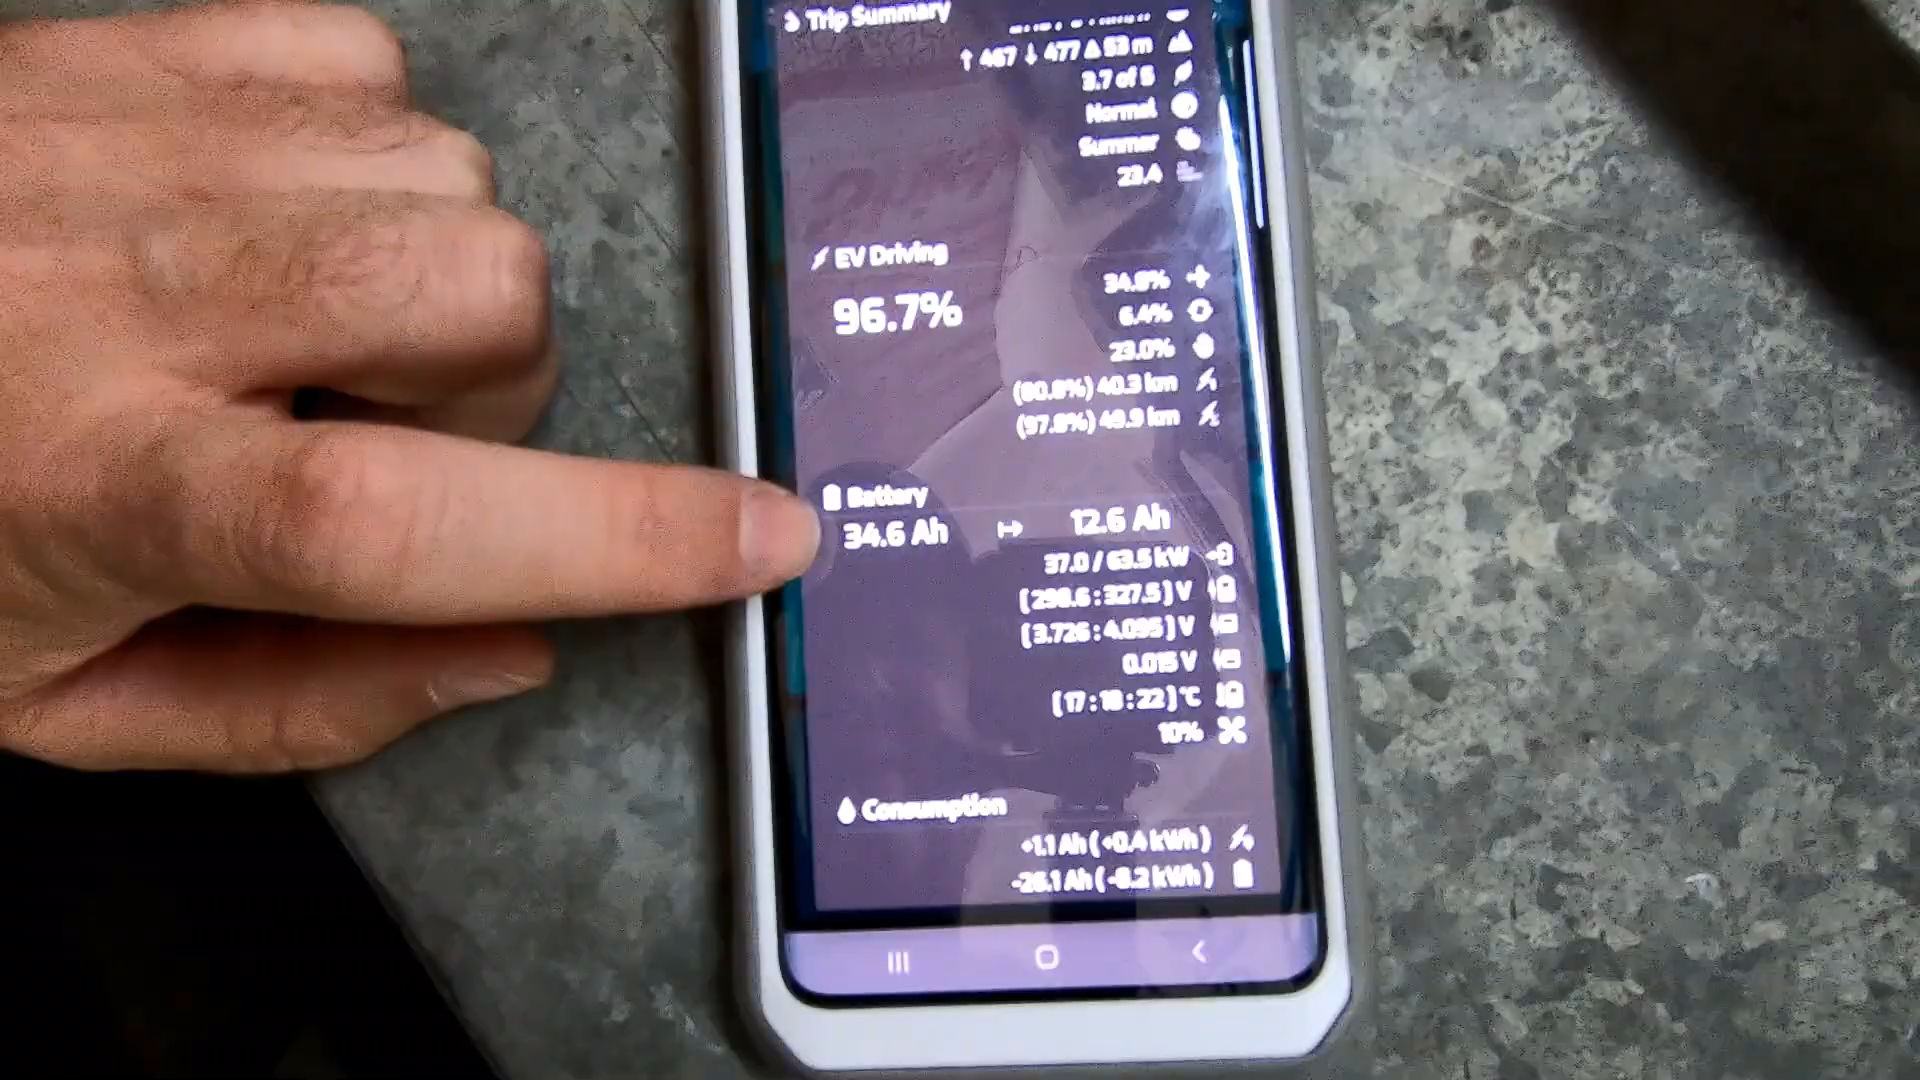 Trip Summary
↑ 467 ↓ 477 Δ 53 m
3.7 of 5
Normal
Summer
23.4
EV Driving
96.7%
34.8%
6.4%
23.0%
(80.8%) 40.3 km
(97.8%) 49.9 km
Battery
34.6 Ah ↦ 12.6 Ah
37.0 / 63.5 kW
[ 298.6 : 327.5 ] V
[ 3.726 : 4.095 ] V
0.015 V
[ 17 : 18 : 22 ] °C
10%
Consumption
+1.1 Ah ( +0.4 kWh )
-26.1 Ah ( -8.2 kWh )